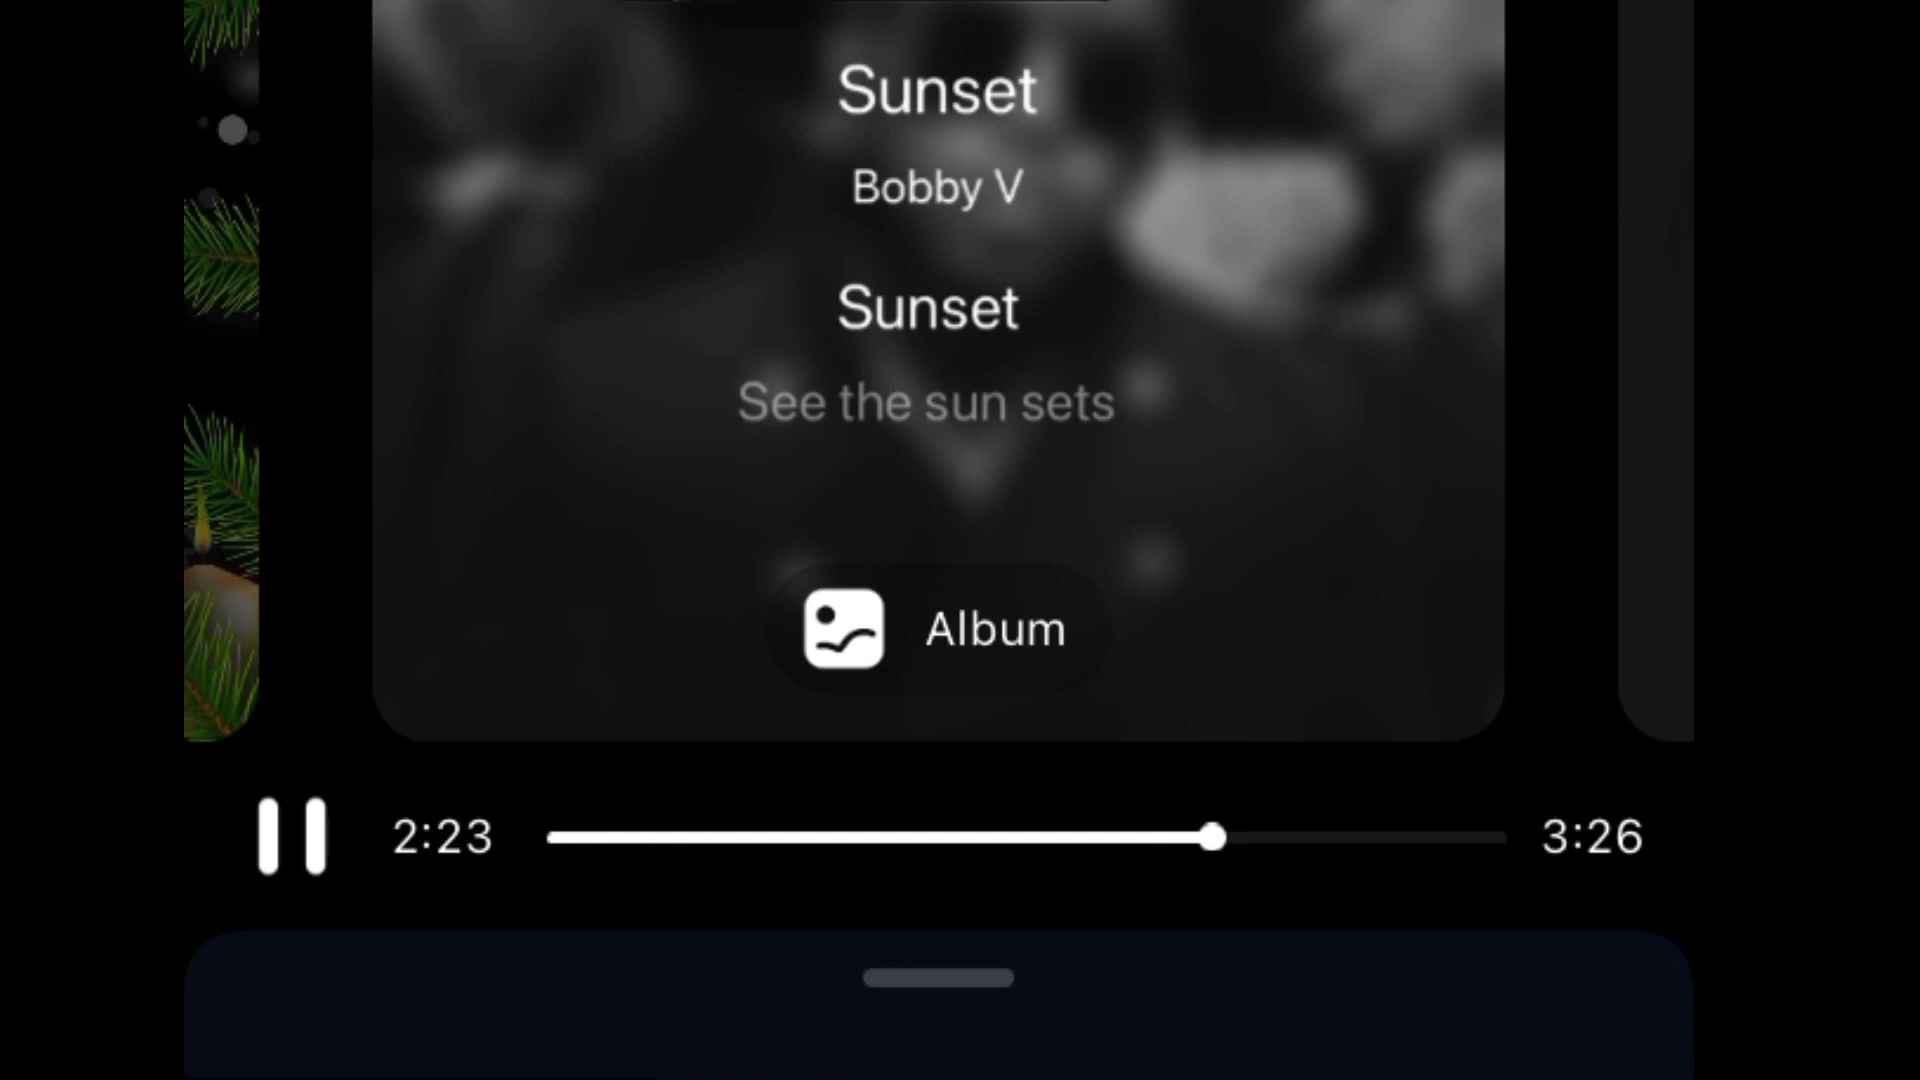 Sunset
Bobby V
Sunset
See the sun sets
Album
2:23
3:26